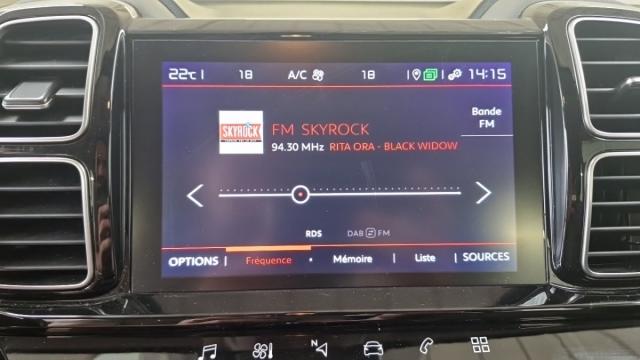 22°C 18 A/C 18 14:15
SKYROCK
FM SKYROCK
94.30 MHz RITA ORA - BLACK WIDOW
Bande
FM
RDS DAB FM
OPTIONS Fréquence Mémoire Liste SOURCES
N